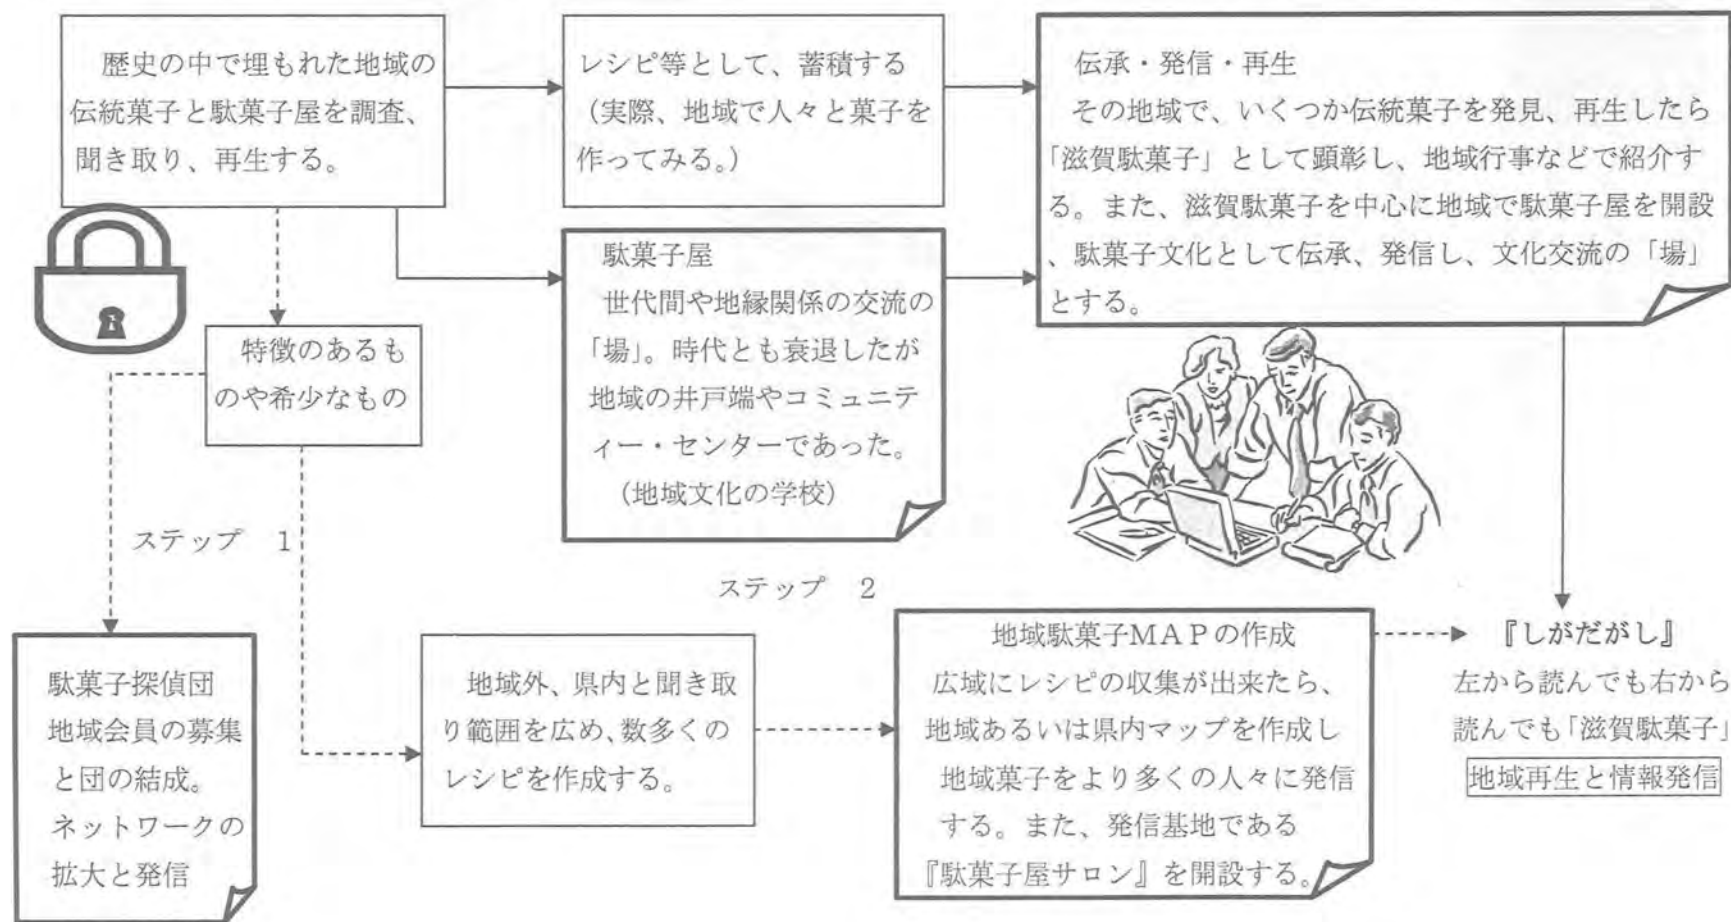 歴史の中で埋もれた地域の
伝統菓子と駄菓子屋を調査、
聞き取り、再生する。
レシピ等として、蓄積する
(実際、地域で人々と菓子を
作ってみる。)
伝承・発信・再生
その地域で、いくつか伝統菓子を発見、再生したら
「滋賀駄菓子」として顕彰し、地域行事などで紹介す
る。また、滋賀駄菓子を中心に地域で駄菓子屋を開設
、駄菓子文化として伝承、発信し、文化交流の「場」
とする。
駄菓子屋
世代間や地縁関係の交流の
「場」。時代とも衰退したが
地域の井戸端やコミュニテ
ィー・センターであった。
(地域文化の学校)
特徴のあるも
のや希少なもの
ステップ 1
ステップ 2
駄菓子探偵団
地域会員の募集
と団の結成。
ネットワークの
拡大と発信
地域外、県内と聞き取
り範囲を広め、数多くの
レシピを作成する。
地域駄菓子MAPの作成
広域にレシピの収集が出来たら、
地域あるいは県内マップを作成し
地域菓子をより多くの人々に発信
する。また、発信基地である
『駄菓子屋サロン』を開設する。
『しがだがし』
左から読んでも右から
読んでも「滋賀駄菓子」
地域再生と情報発信